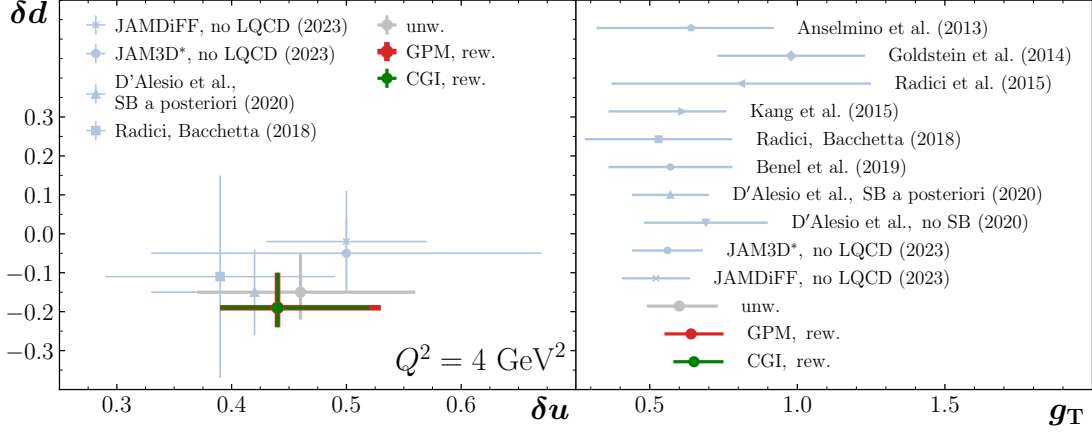 δd
JAMDiFF, no LQCD (2023)
JAM3D*, no LQCD (2023)
D'Alesio et al.,
SB a posteriori (2020)
Radici, Bacchetta (2018)
unw.
GPM, rew.
CGI, rew.
0.3
0.2
0.1
0.0
−0.1
−0.2
−0.3
Q² = 4 GeV²
0.3
0.4
0.5
0.6
δu
Anselmino et al. (2013)
Goldstein et al. (2014)
Radici et al. (2015)
Kang et al. (2015)
Radici, Bacchetta (2018)
Benel et al. (2019)
D'Alesio et al., SB a posteriori (2020)
D'Alesio et al., no SB (2020)
JAM3D*, no LQCD (2023)
JAMDiFF, no LQCD (2023)
unw.
GPM, rew.
CGI, rew.
0.5
1.0
1.5
g_T